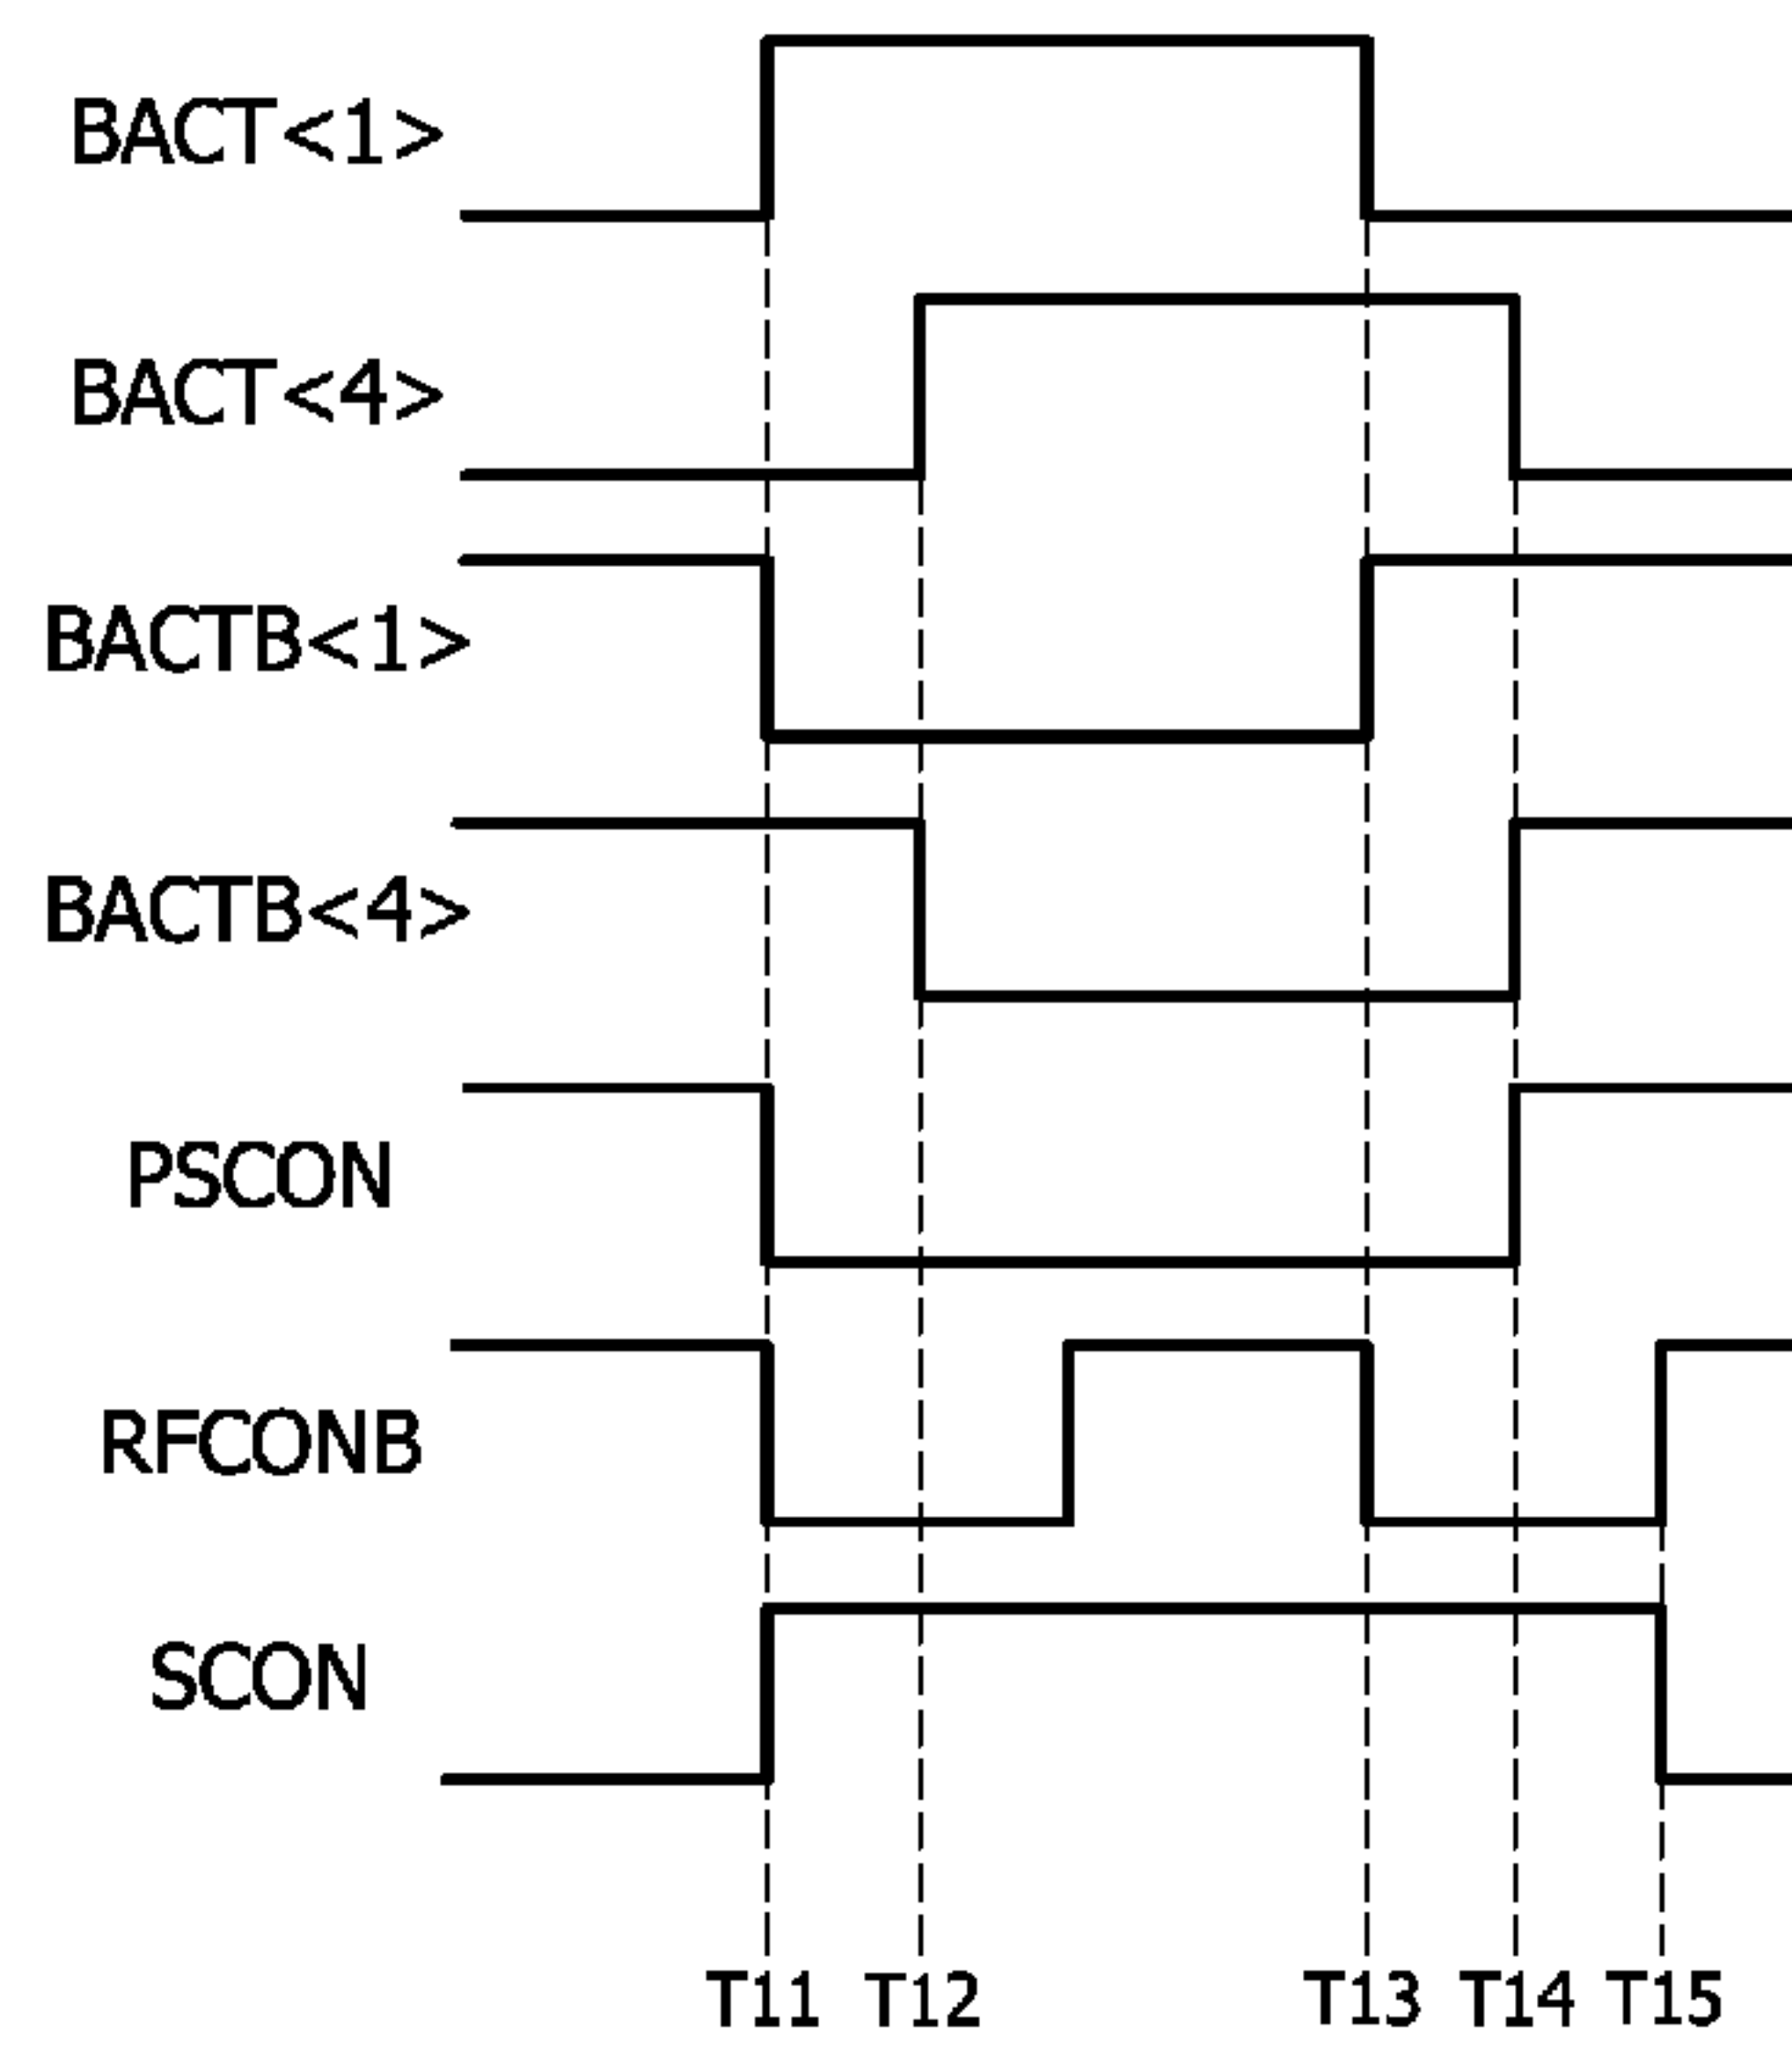 BACT<1>
BACT<4>
BACTB<1>
BACTB<4>
PSCON
RFCONB
SCON
T11 T12 T13 T14 T15